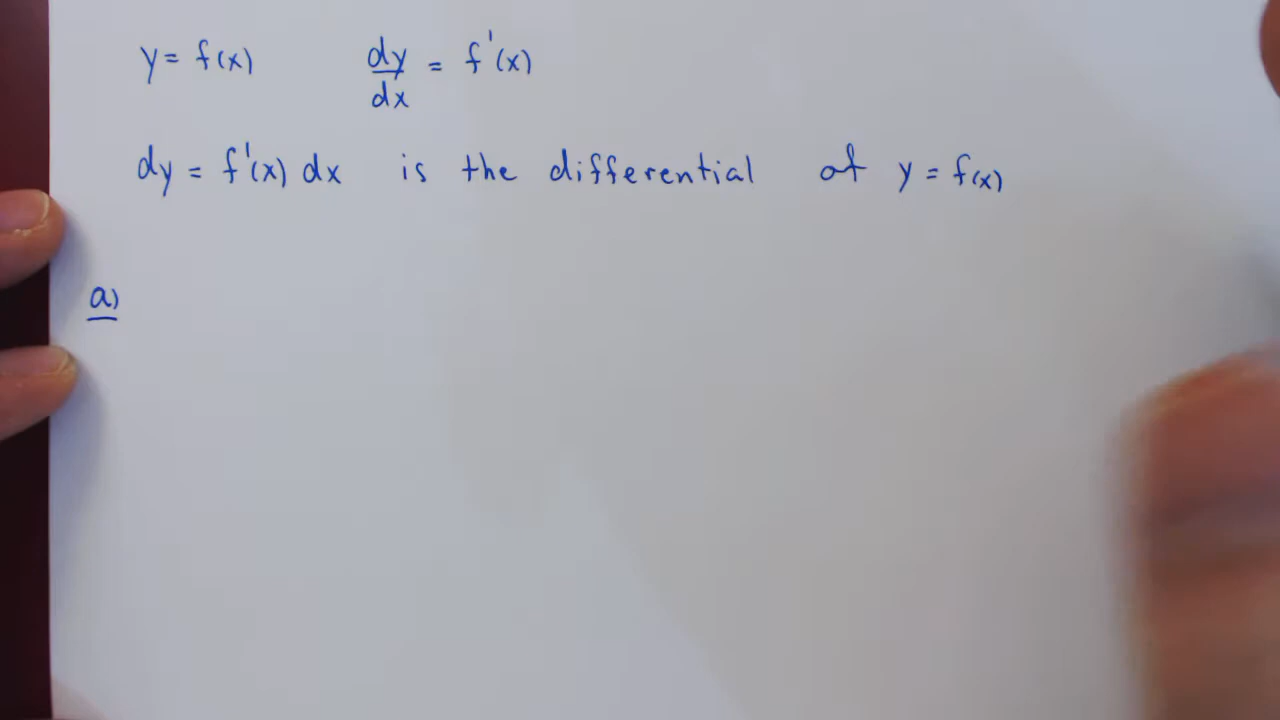 y = f(x) dy/dx = f'(x)
dy = f'(x) dx is the differential of y = f(x)
a)